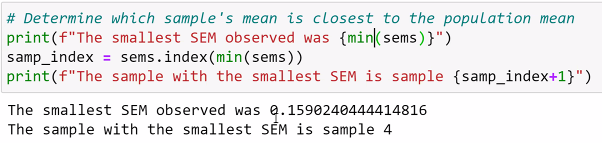 # Determine which sample's mean is closest to the population mean
print(f"The smallest SEM observed was {min(sems)}")
samp_index = sems.index(min(sems))
print(f"The sample with the smallest SEM is sample {samp_index+1}")
The smallest SEM observed was 0.1590240444414816
The sample with the smallest SEM is sample 4